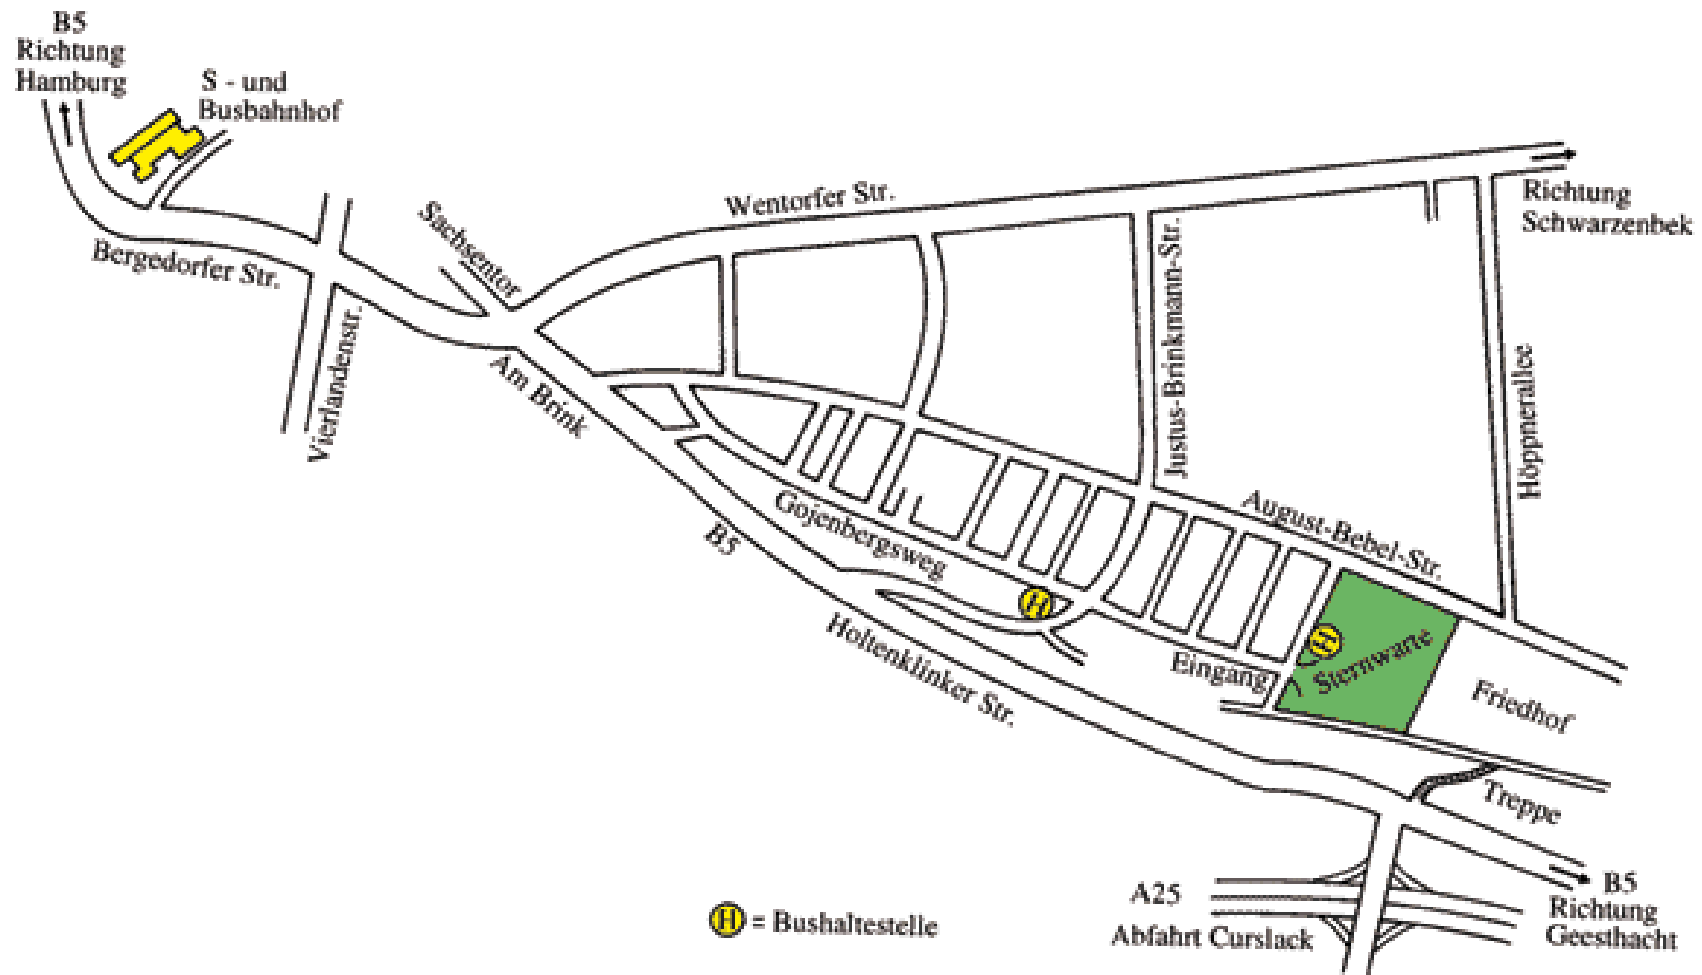 B5
Richtung
Hamburg
S - und
Busbahnhof
Bergedorfer Str.
Vierlandenstr.
Sachsentor
Wentorfer Str.
Richtung
Schwarzenbek
Justus-Brinkmann-Str.
Höppnerallee
Am Brink
August-Bebel-Str.
Gojenbergsweg
B5
H
H
Holtenklinker Str.
Eingang
Sternwarte
Friedhof
Treppe
B5
Richtung
Geesthacht
A25
Abfahrt Curslack
H = Bushaltestelle